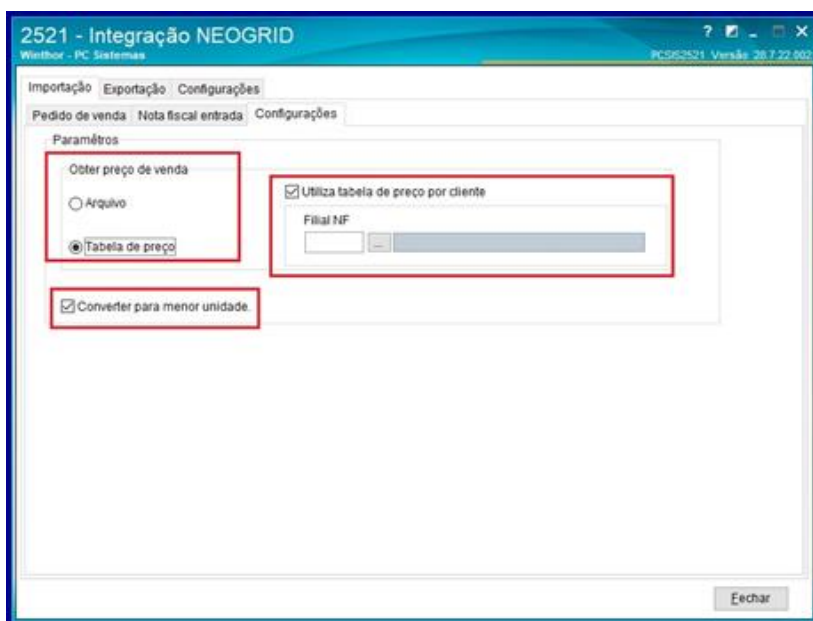 2521 - Integração NEOGRID
Winthor - PC Sistemas
PCSIS2521 Versão 28.7.22.002
Importação Exportação Configurações
Pedido de venda Nota fiscal entrada Configurações
Paramêtros
Obter preço de venda
Arquivo
Tabela de preço
Utiliza tabela de preço por cliente
Filial NF
...
Converter para menor unidade.
Fechar